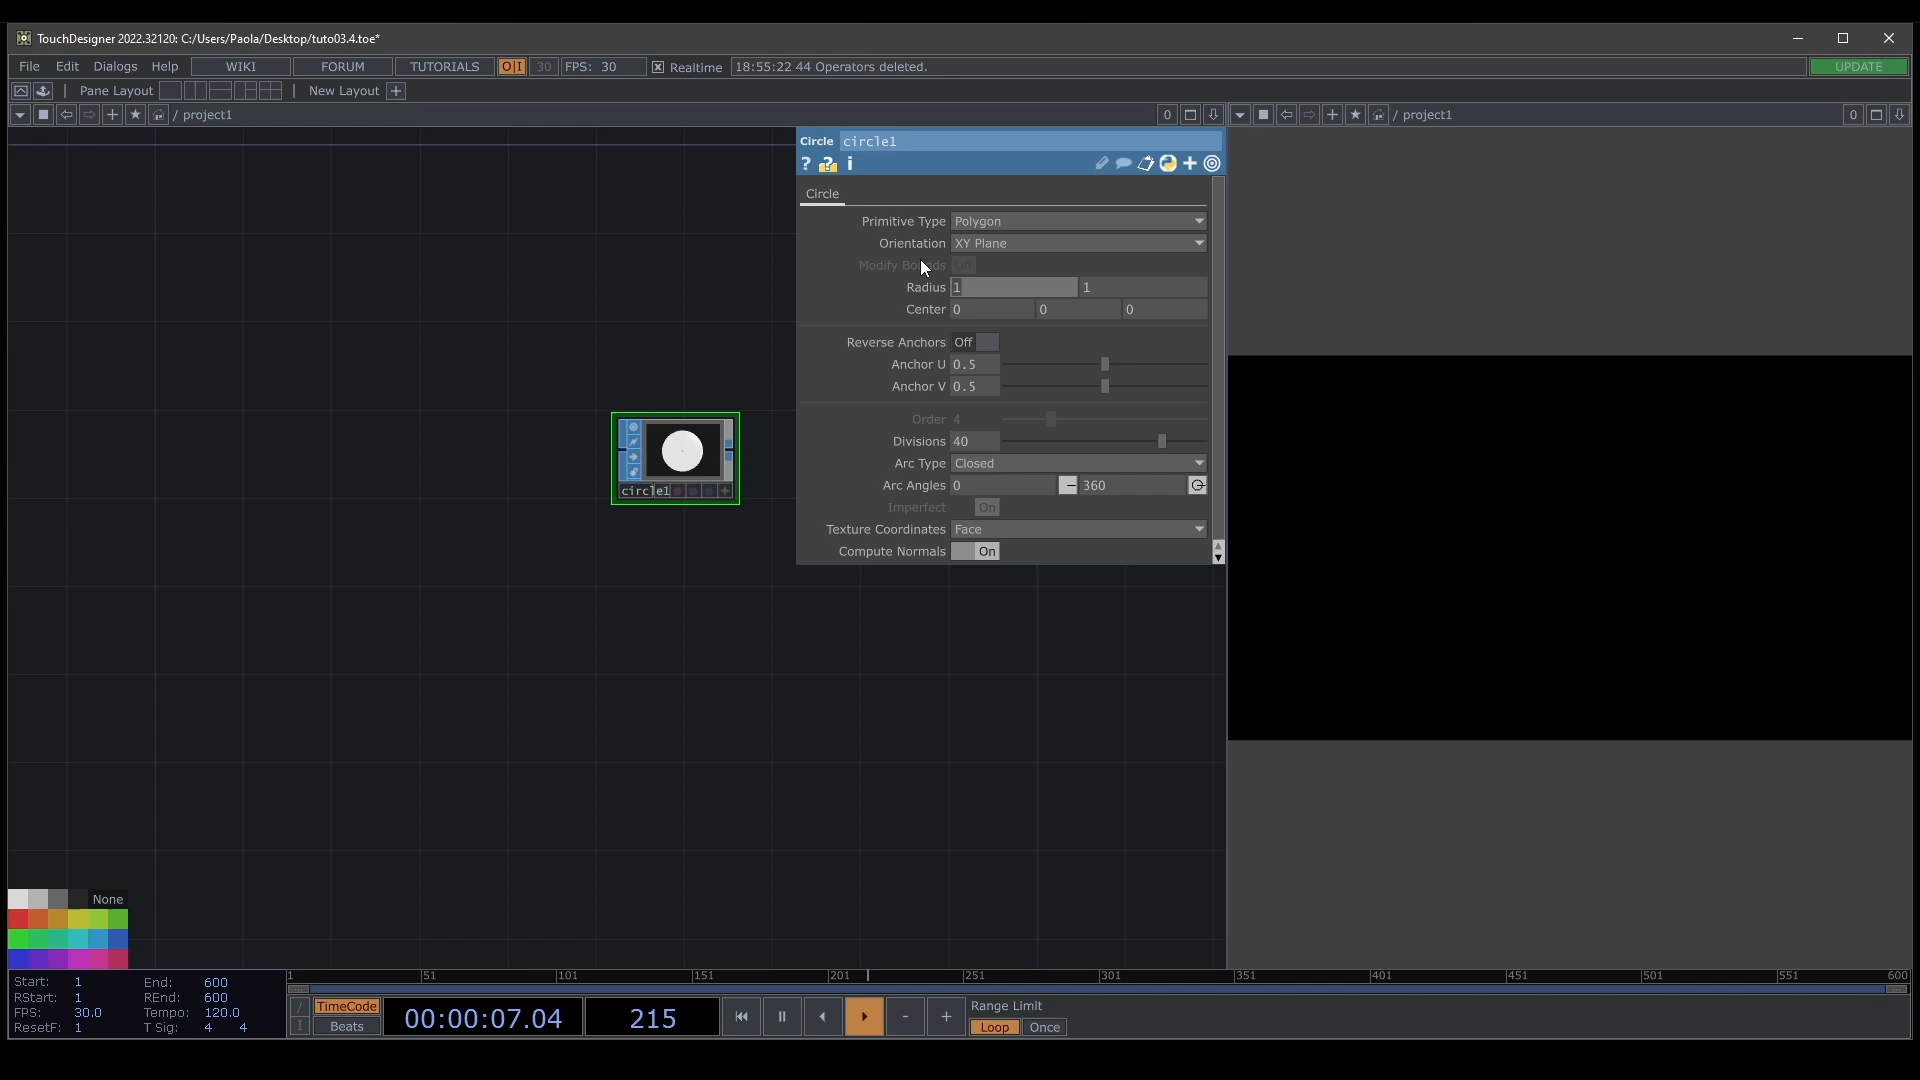 TouchDesigner 2022.32120: C:/Users/Paola/Desktop/tuto03.4.toe*
File Edit Dialogs Help WIKI FORUM TUTORIALS O|I 30 FPS: 30 Realtime 18:55:22 44 Operators deleted. UPDATE
Pane Layout | New Layout +
/ project1 0 / project1 0
Circle circle1
? ? i
Circle
Primitive Type Polygon
Orientation XY Plane
Modify Bounds Off
Radius 1 1
Center 0 0 0
Reverse Anchors Off
Anchor U 0.5
Anchor V 0.5
Order 4
Divisions 40
Arc Type Closed
Arc Angles 0 360
Imperfect On
Texture Coordinates Face
Compute Normals On
circle1
None
1 51 101 151 201 251 301 351 401 451 501 551 600
Start: 1 End: 600
RStart: 1 REnd: 600
FPS: 30.0 Tempo: 120.0
ResetF: 1 T Sig: 4 4
TimeCode
Beats
00:00:07.04 215
- +
Range Limit
Loop Once